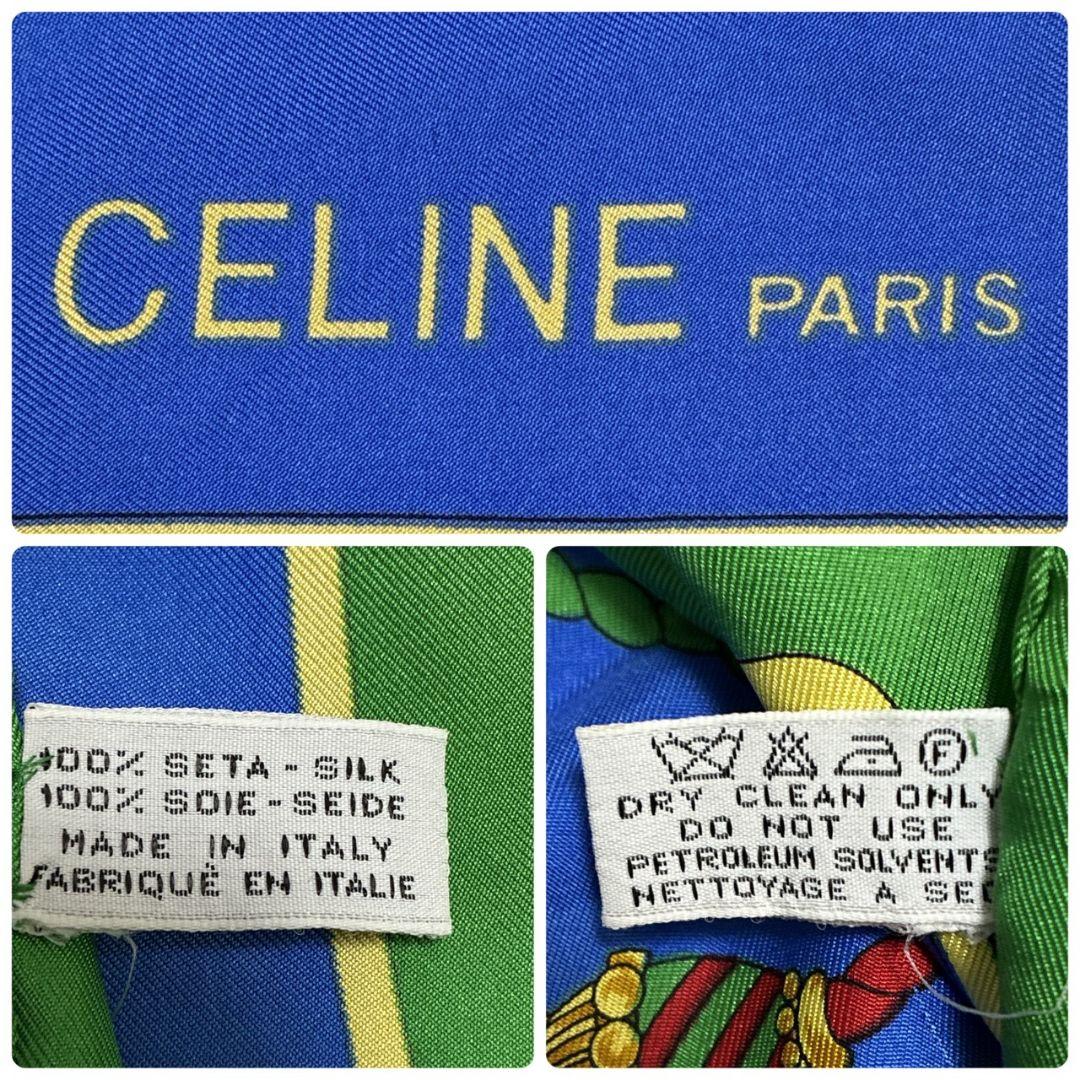 CELINE PARIS
100% SETA - SILK
100% SOIE - SEIDE
MADE IN ITALY
FABRIQUÉ EN ITALIE
F
DRY CLEAN ONLY
DO NOT USE
PETROLEUM SOLVENTS
NETTOYAGE A SEC